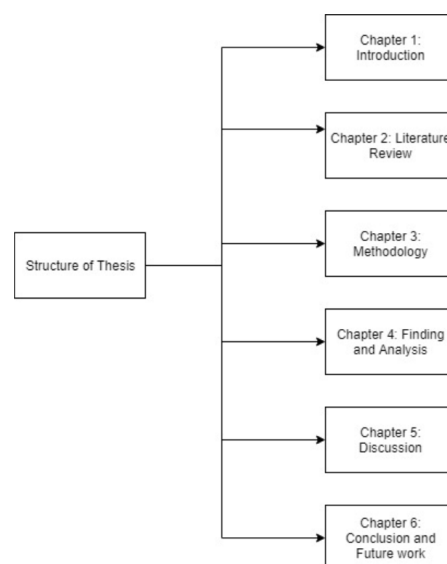 Chapter 1:
Introduction
Chapter 2: Literature
Review
Chapter 3:
Methodology
Structure of Thesis
Chapter 4: Finding
and Analysis
Chapter 5:
Discussion
Chapter 6:
Conclusion and
Future work